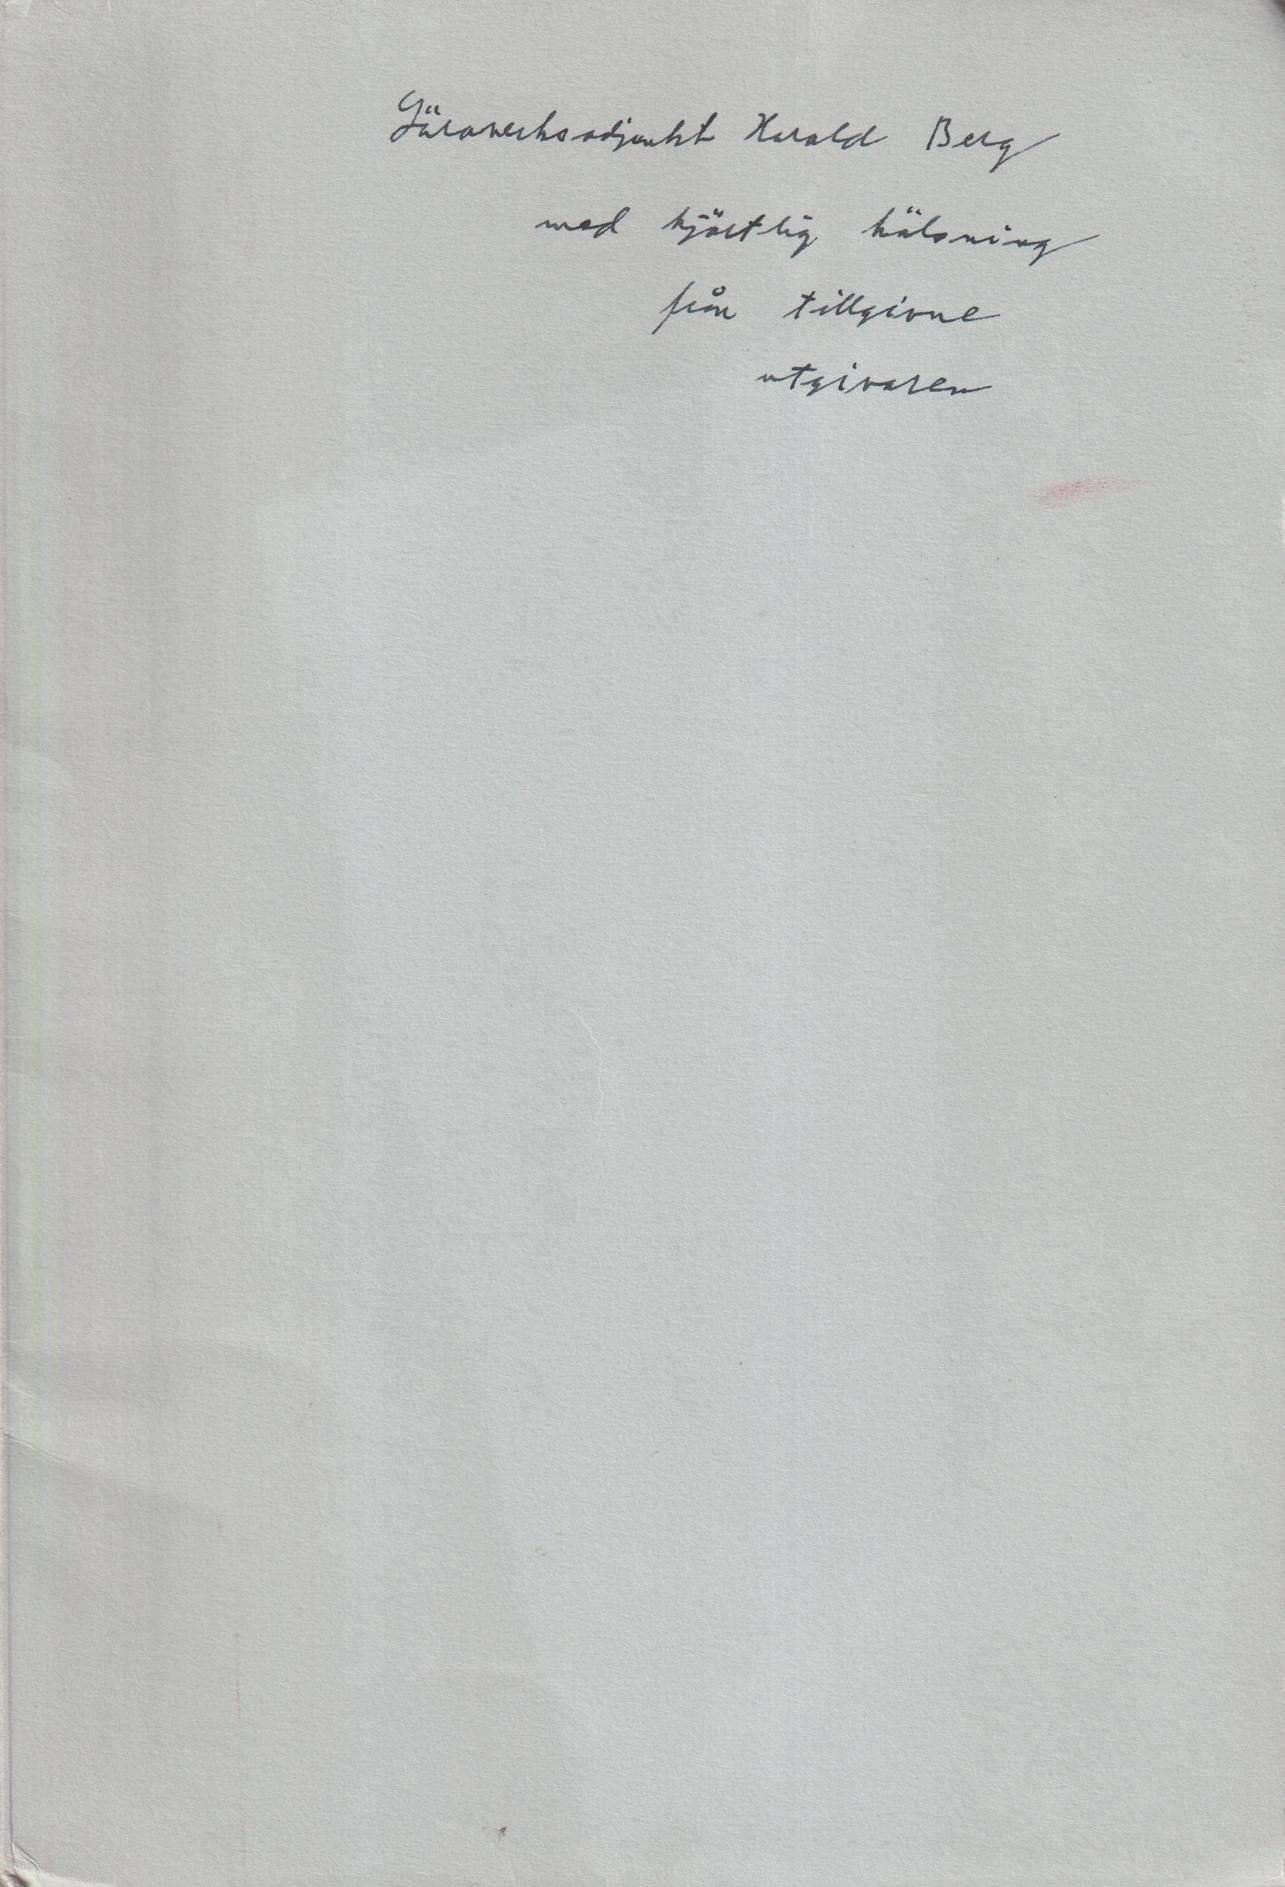 Läroverksadjunkt Harald Berg
med hjärtlig hälsning
från tillgivne
utgivaren